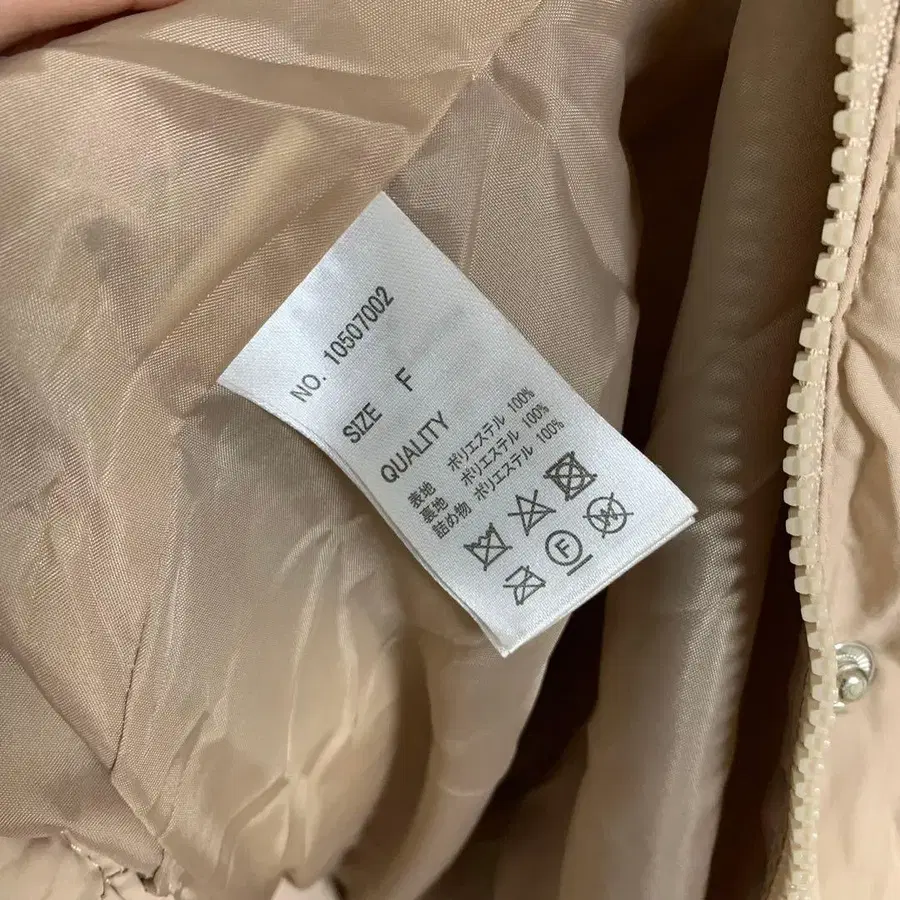 NO. 10507002
SIZE F
QUALITY
表地 ポリエステル 100%
裏地 ポリエステル 100%
詰め物 ポリエステル 100%
F
W